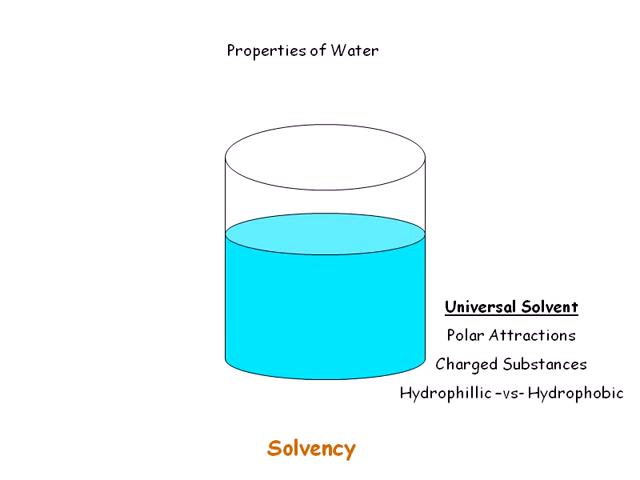 Properties of Water
Universal Solvent
Polar Attractions
Charged Substances
Hydrophillic –vs- Hydrophobic
Solvency